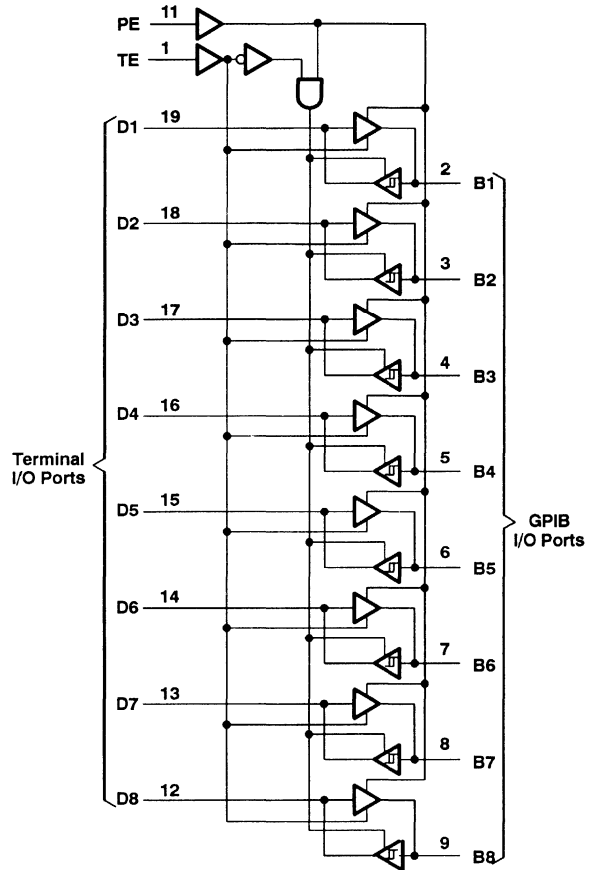 PE 11
TE 1
D1 19
2 B1
D2 18
3 B2
D3 17
4 B3
D4 16
Terminal
I/O Ports
5 B4
D5 15
GPIB
I/O Ports
6 B5
D6 14
7 B6
D7 13
8 B7
D8 12
9 B8